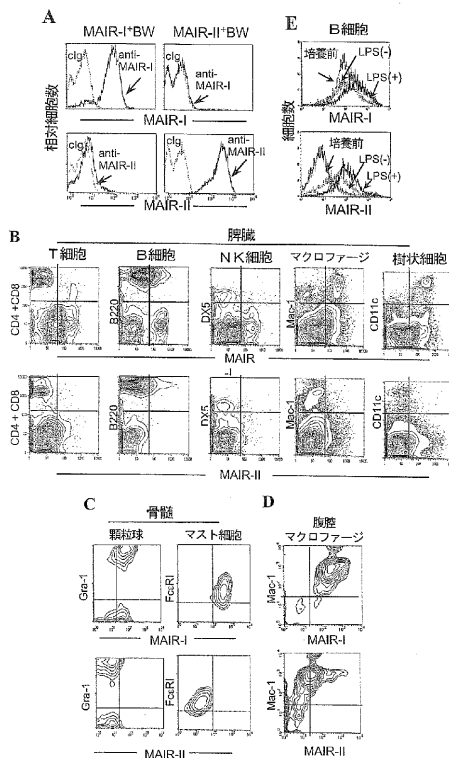 A
MAIR-I⁺BW MAIR-II⁺BW
cIg anti-MAIR-I
cIg anti-MAIR-I
相対細胞数
MAIR-I
cIg anti-MAIR-II
cIg anti-MAIR-II
MAIR-II
E
B細胞
培養前 LPS(-)
LPS(+)
MAIR-I
細胞数
培養前 LPS(-)
LPS(+)
MAIR-II
B
脾臓
T細胞 B細胞 NK細胞 マクロファージ 樹状細胞
CD4 + CD8 B220 DX5 Mac-1 CD11c
MAIR
CD4 + CD8 B220 DX5 Mac-1 CD11c
MAIR-II
C
骨髄
顆粒球 マスト細胞
Gra-1 FcεRI
MAIR-I
Gra-1 FcεRI
MAIR-II
D
腹腔
マクロファージ
Mac-1
MAIR-I
Mac-1
MAIR-II